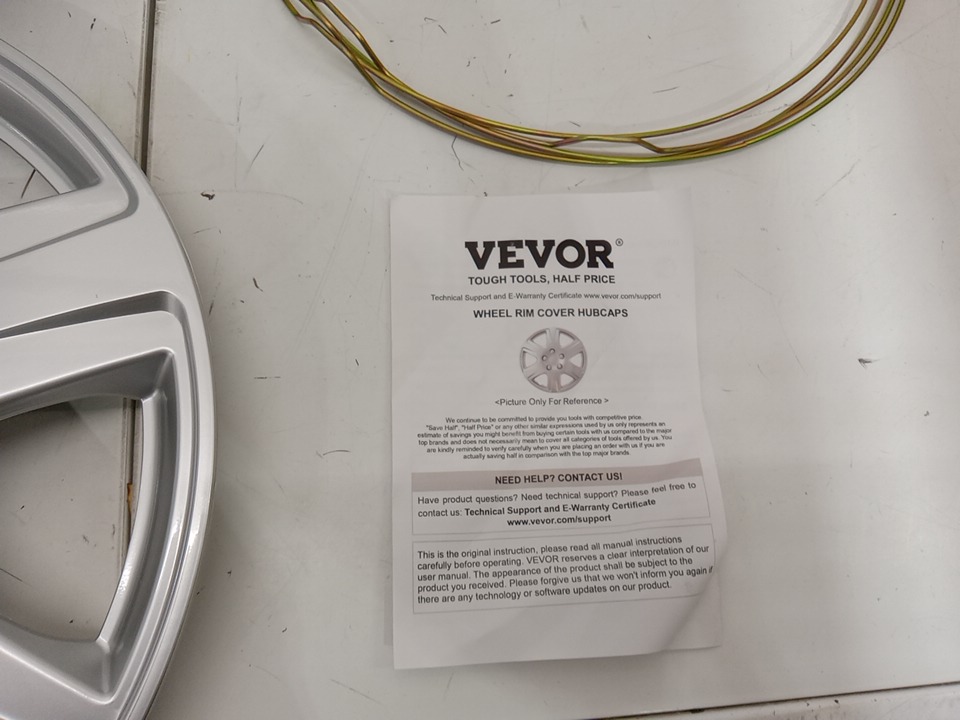 VEVOR®
TOUGH TOOLS, HALF PRICE
Technical Support and E-Warranty Certificate www.vevor.com/support
WHEEL RIM COVER HUBCAPS
<Picture Only For Reference >
We continue to be committed to provide you tools with competitive price.
"Save Half", "Half Price" or any other similar expressions used by us only represents an
estimate of savings you might benefit from buying certain tools with us compared to the major
top brands and does not necessarily mean to cover all categories of tools offered by us. You
are kindly reminded to verify carefully when you are placing an order with us if you are
actually saving half in comparison with the top major brands.
NEED HELP? CONTACT US!
Have product questions? Need technical support? Please feel free to
contact us: Technical Support and E-Warranty Certificate
www.vevor.com/support
This is the original instruction, please read all manual instructions
carefully before operating. VEVOR reserves a clear interpretation of our
user manual. The appearance of the product shall be subject to the
product you received. Please forgive us that we won't inform you again if
there are any technology or software updates on our product.